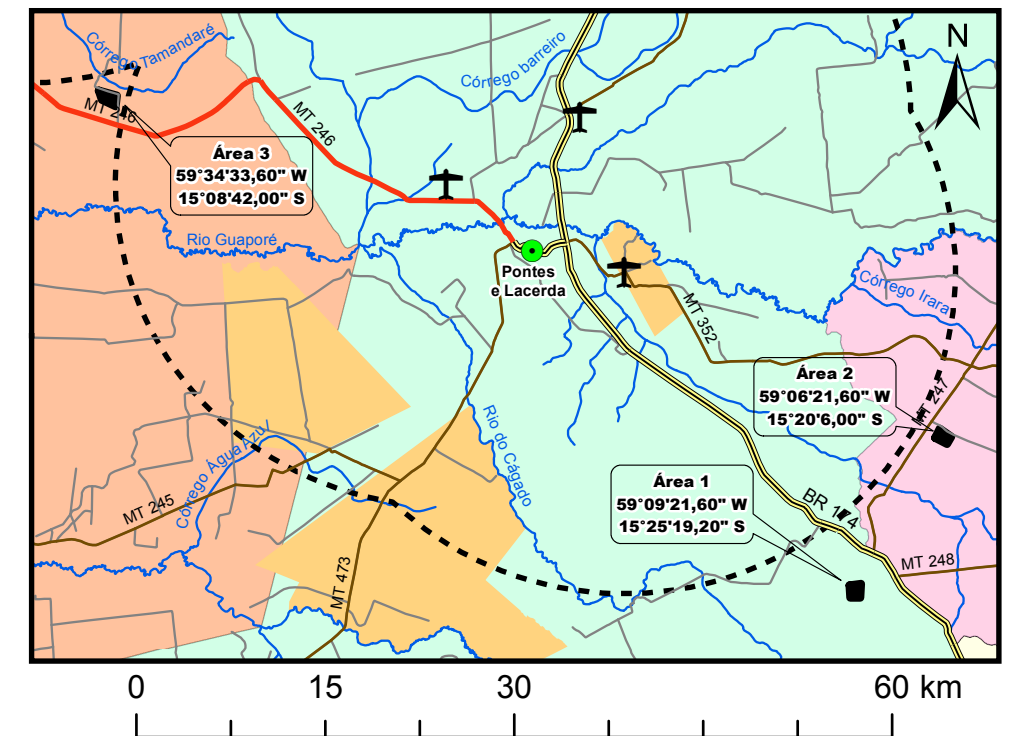 Córrego Tamandaré
Córrego barreiro
N
MT 246
MT 246
Área 3
59°34'33,60" W
15°08'42,00" S
Rio Guaporé
Pontes
e Lacerda
Córrego Irara
MT 352
Área 2
59°06'21,60" W
15°20'6,00" S
MT 247
Rio do Cágado
Córrego Água Azul
Área 1
59°09'21,60" W
15°25'19,20" S
MT 245
BR 174
MT 248
MT 473
0 15 30 60 km